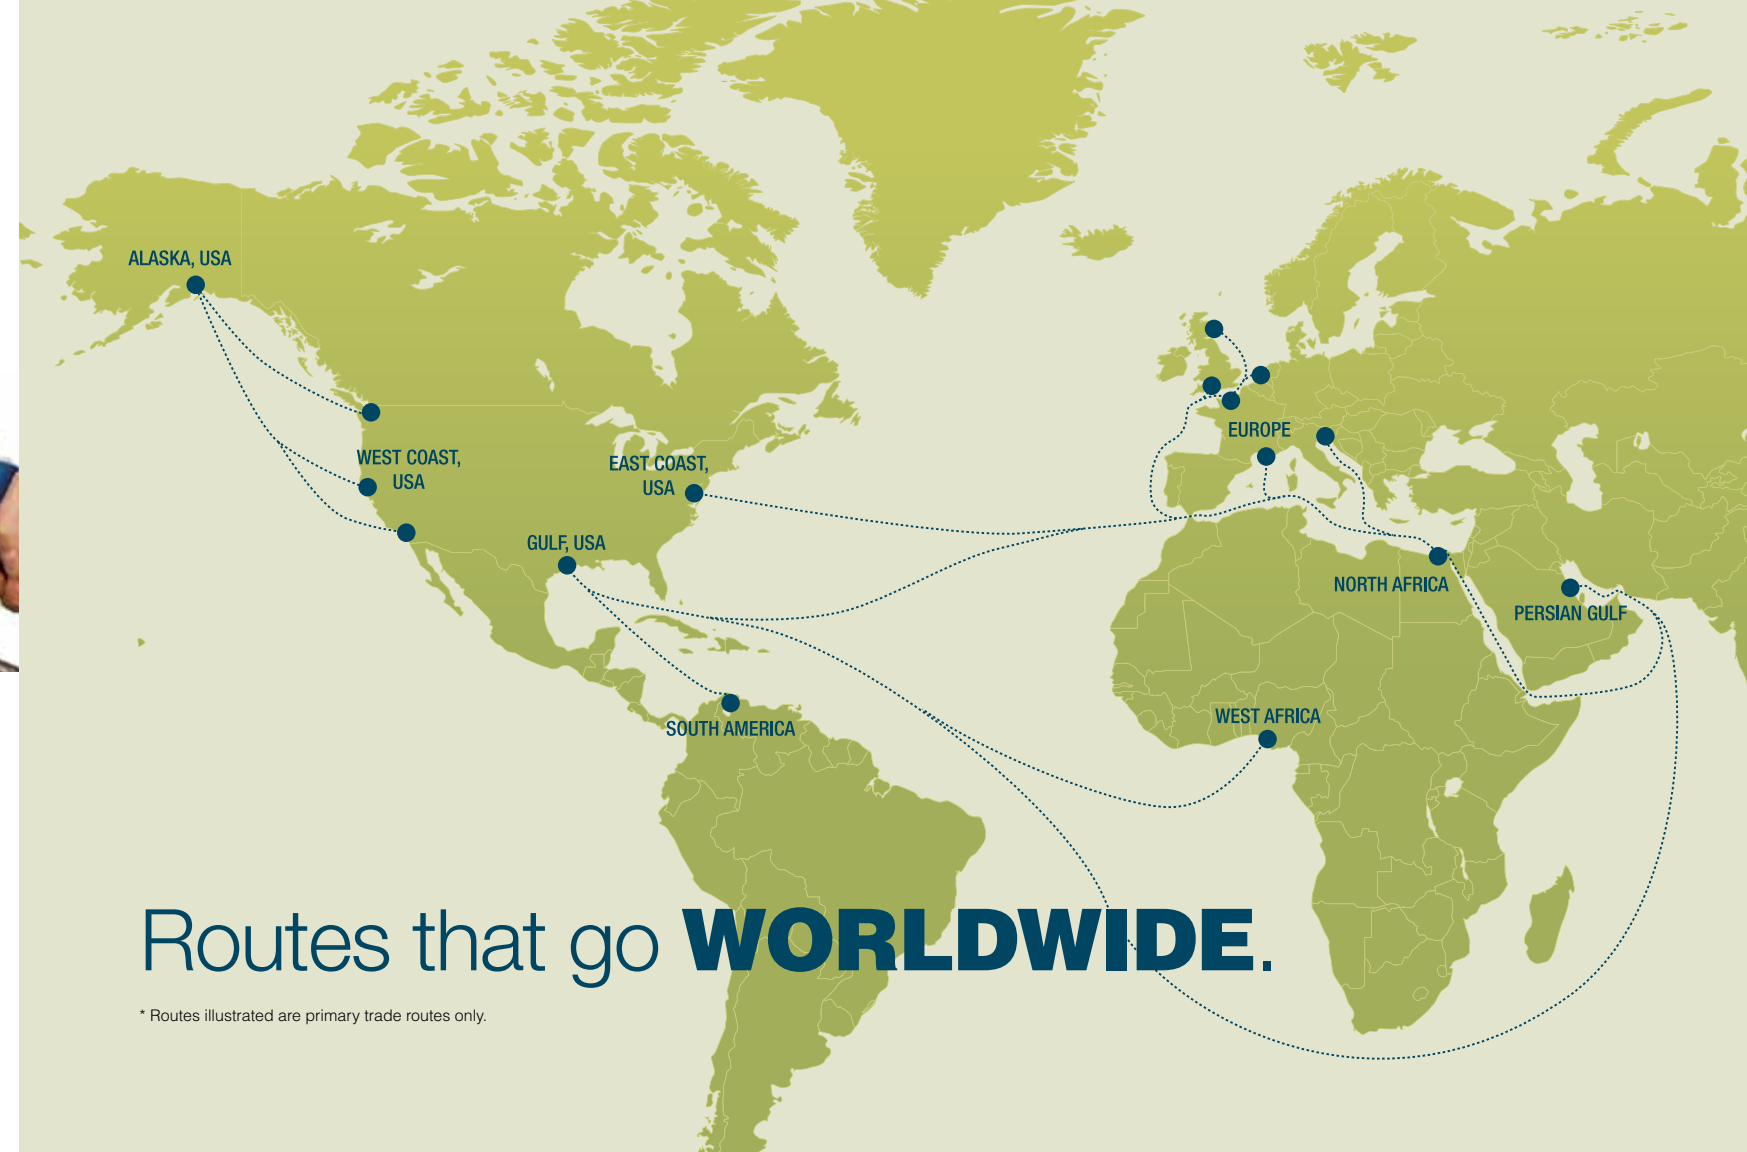 ALASKA, USA
WEST COAST,
USA
EAST COAST,
USA
GULF, USA
SOUTH AMERICA
EUROPE
NORTH AFRICA
PERSIAN GULF
WEST AFRICA
Routes that go WORLDWIDE.
* Routes illustrated are primary trade routes only.